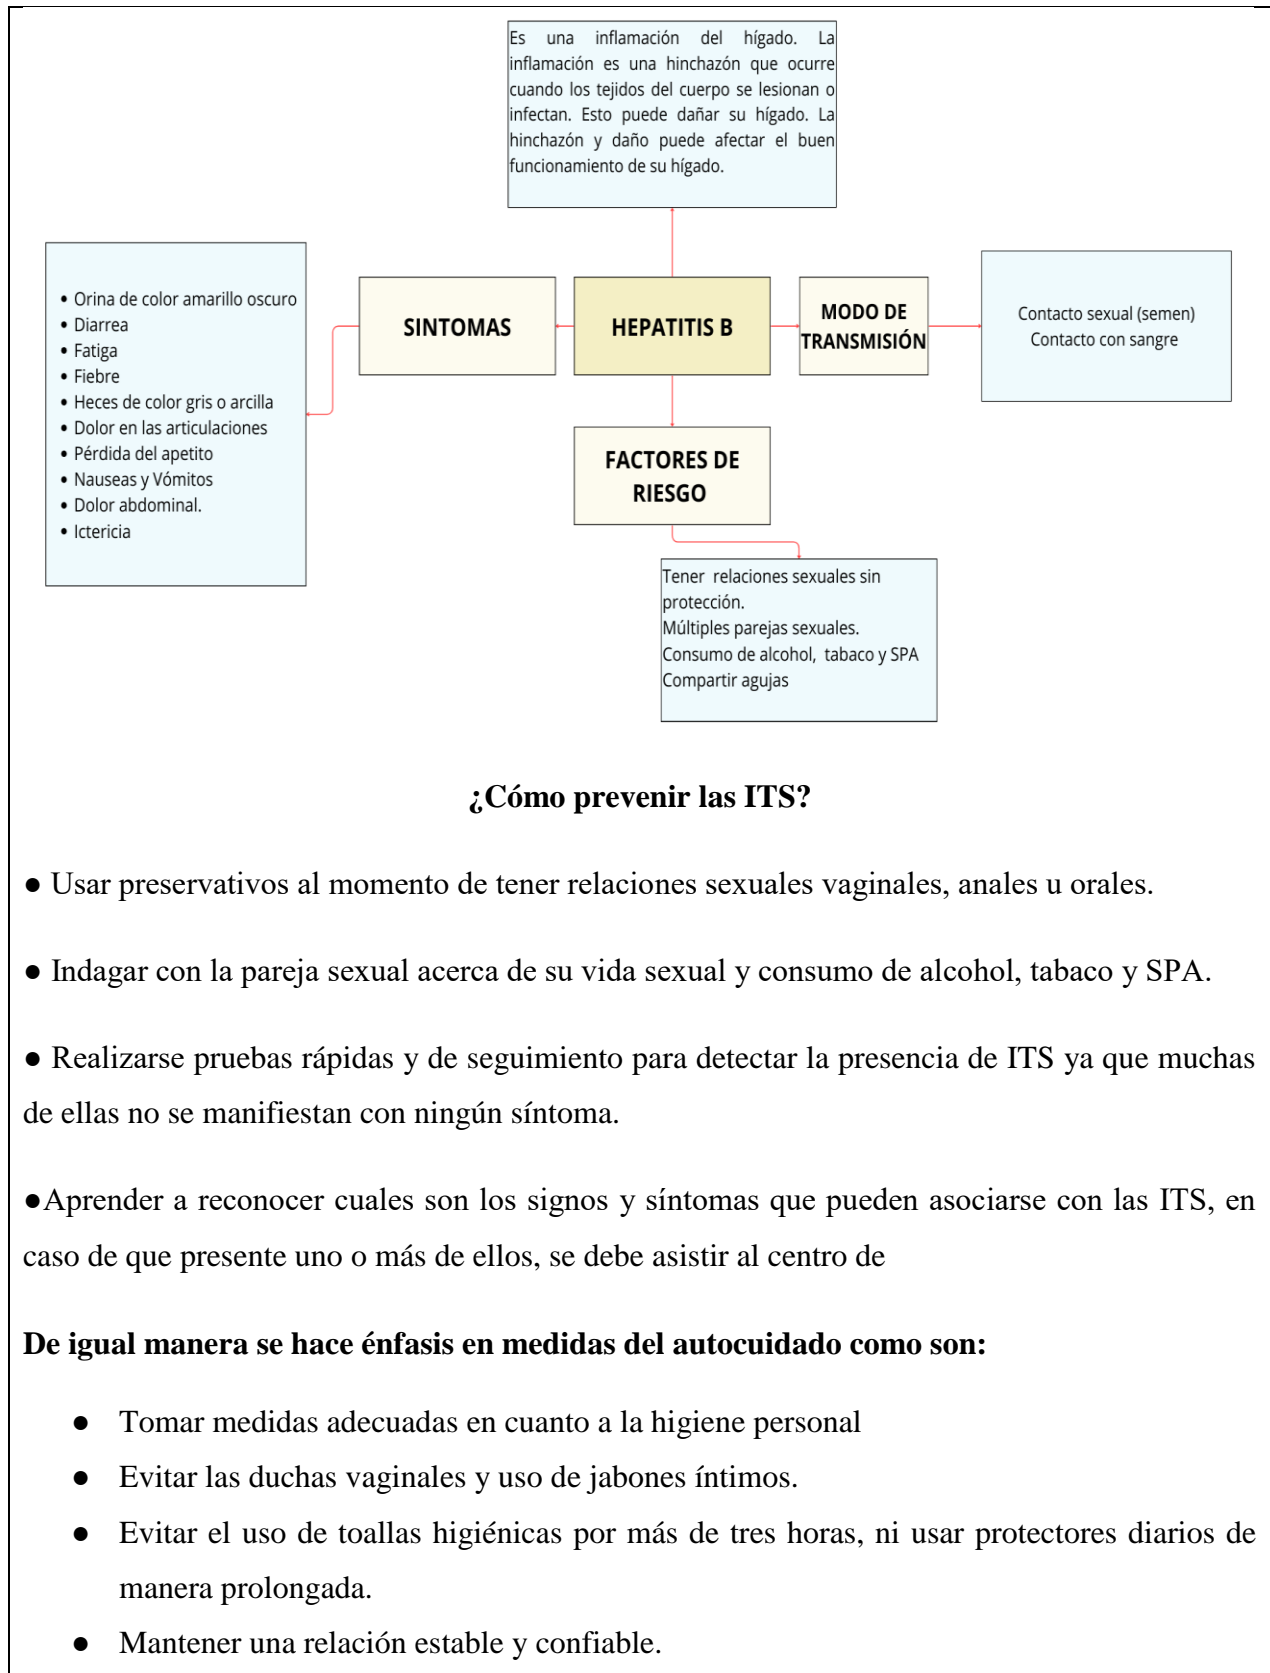 Es una inflamación del hígado. La
inflamación es una hinchazón que ocurre
cuando los tejidos del cuerpo se lesionan o
infectan. Esto puede dañar su hígado. La
hinchazón y daño puede afectar el buen
funcionamiento de su hígado.
• Orina de color amarillo oscuro
• Diarrea
• Fatiga
• Fiebre
• Heces de color gris o arcilla
• Dolor en las articulaciones
• Pérdida del apetito
• Nauseas y Vómitos
• Dolor abdominal.
• Ictericia
SINTOMAS
HEPATITIS B
MODO DE
TRANSMISIÓN
Contacto sexual (semen)
Contacto con sangre
FACTORES DE
RIESGO
Tener relaciones sexuales sin
protección.
Múltiples parejas sexuales.
Consumo de alcohol, tabaco y SPA
Compartir agujas
¿Cómo prevenir las ITS?
● Usar preservativos al momento de tener relaciones sexuales vaginales, anales u orales.
● Indagar con la pareja sexual acerca de su vida sexual y consumo de alcohol, tabaco y SPA.
● Realizarse pruebas rápidas y de seguimiento para detectar la presencia de ITS ya que muchas
de ellas no se manifiestan con ningún síntoma.
●Aprender a reconocer cuales son los signos y síntomas que pueden asociarse con las ITS, en
caso de que presente uno o más de ellos, se debe asistir al centro de
De igual manera se hace énfasis en medidas del autocuidado como son:
● Tomar medidas adecuadas en cuanto a la higiene personal
● Evitar las duchas vaginales y uso de jabones íntimos.
● Evitar el uso de toallas higiénicas por más de tres horas, ni usar protectores diarios de
manera prolongada.
● Mantener una relación estable y confiable.